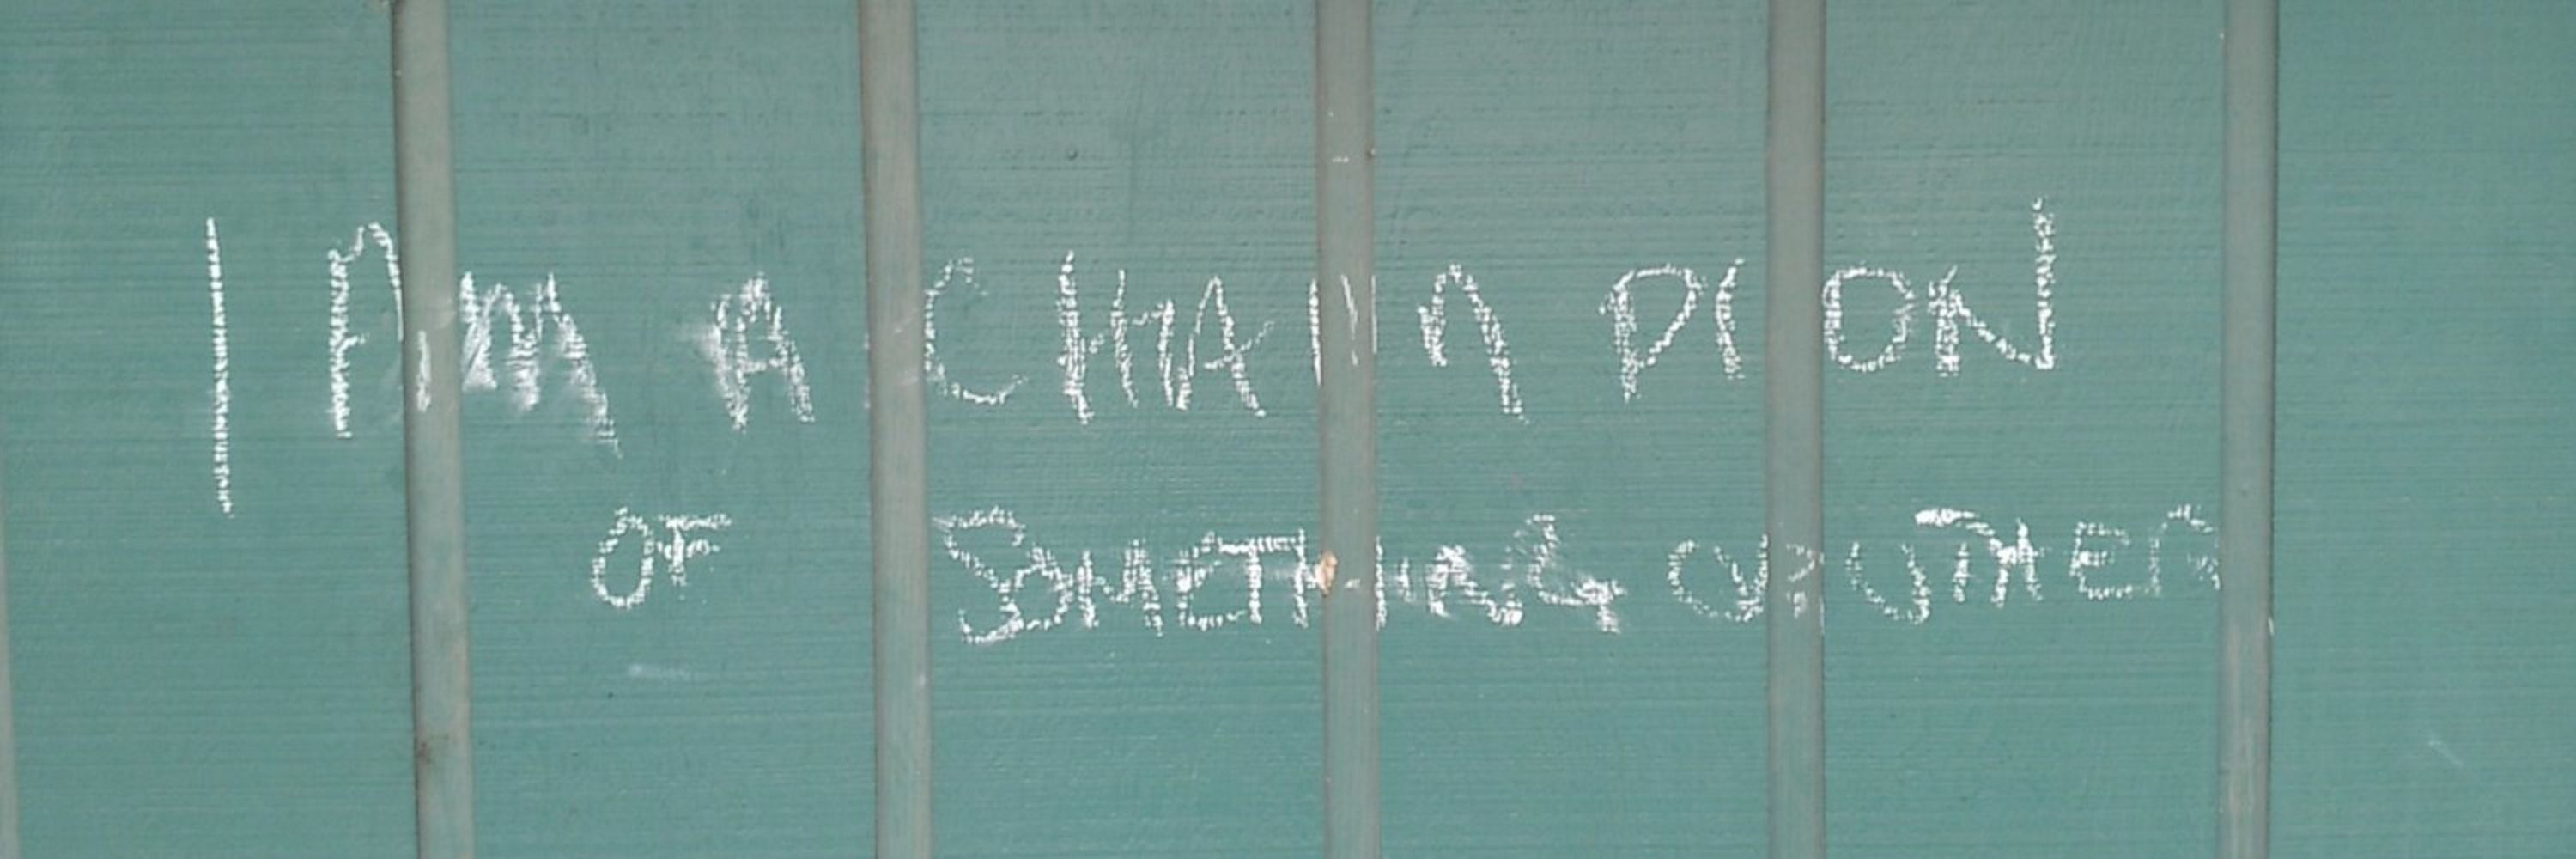 I AM A CHAMPION
OF SOMETHING OR OTHER